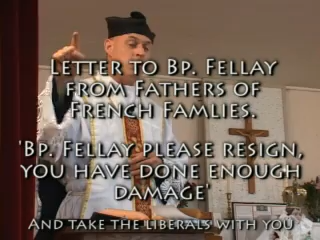 Letter to Bp. Fellay
from Fathers of
French Famlies.
'Bp. Fellay please resign,
you have done enough
damage'
And take the liberals with you